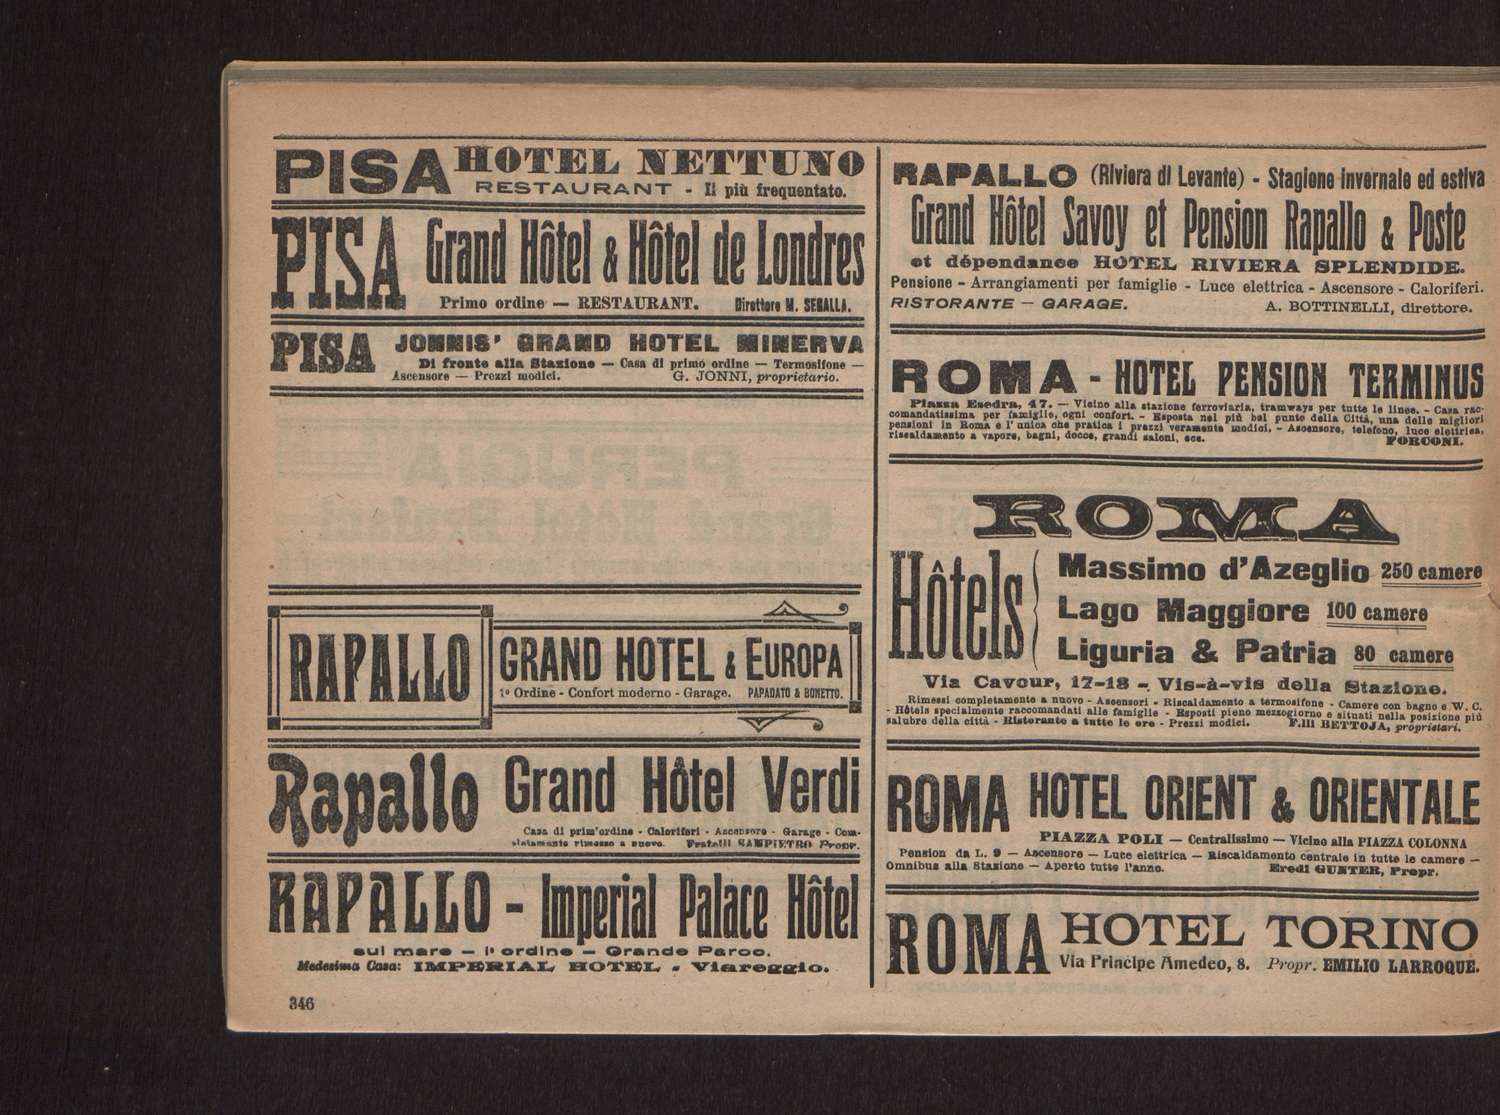 PISA HOTEL NETTUNO
RESTAURANT - Il più frequentato.
PISA Grand Hôtel & Hôtel de Londres
Primo ordine — RESTAURANT. Direttore M. SEGALLA.
PISA JONNIS' GRAND HOTEL MINERVA
Di fronte alla Stazione — Casa di primo ordine — Termosifone —
Ascensore — Prezzi modici. G. JONNI, proprietario.
RAPALLO GRAND HOTEL & EUROPA
1º Ordine - Confort moderno - Garage. PAPADATO & BONETTO.
Rapallo Grand Hôtel Verdi
Casa di prim'ordine - Caloriferi - Ascensore - Garage - Com-
pletamente rimesso a nuovo. Fratelli SAMPIETRO Propr.
RAPALLO - Imperial Palace Hôtel
sul mare — Iº ordine — Grande Parco.
Medesima Casa: IMPERIAL HOTEL - Viareggio.
346
RAPALLO (Riviera di Levante) - Stagione invernale ed estiva
Grand Hôtel Savoy et Pension Rapallo & Poste
et dépendance HOTEL RIVIERA SPLENDIDE.
Pensione - Arrangiamenti per famiglie - Luce elettrica - Ascensore - Caloriferi.
RISTORANTE — GARAGE. A. BOTTINELLI, direttore.
ROMA - HOTEL PENSION TERMINUS
Piazza Esedra, 47. — Vicino alla stazione ferroviaria, tramways per tutte le linee. - Casa rac-
comandatissima per famiglie, ogni confort. - Esposta nel più bel punto della Città, una delle migliori
pensioni in Roma e l'unica che pratica i prezzi veramente modici. - Ascensore, telefono, luce elettrica,
riscaldamento a vapore, bagni, docce, grandi saloni, ecc. FORCONI.
ROMA
Hôtels
Massimo d'Azeglio 250 camere
Lago Maggiore 100 camere
Liguria & Patria 80 camere
Via Cavour, 17-18 - Vis-à-vis della Stazione.
Rimessi completamente a nuovo - Ascensori - Riscaldamento a termosifone - Camere con bagno e W. C.
- Hôtels specialmente raccomandati alle famiglie - Esposti pieno mezzogiorno e situati nella posizione più
salubre della città - Ristorante a tutte le ore - Prezzi modici. F.lli BETTOJA, proprietari.
ROMA HOTEL ORIENT & ORIENTALE
PIAZZA POLI — Centralissimo — Vicino alla PIAZZA COLONNA
Pension da L. 9 — Ascensore — Luce elettrica — Riscaldamento centrale in tutte le camere —
Omnibus alla Stazione — Aperto tutte l'anno. Eredi GUNTER, Propr.
ROMA HOTEL TORINO
Via Principe Amedeo, 8. Propr. EMILIO LARROQUE.